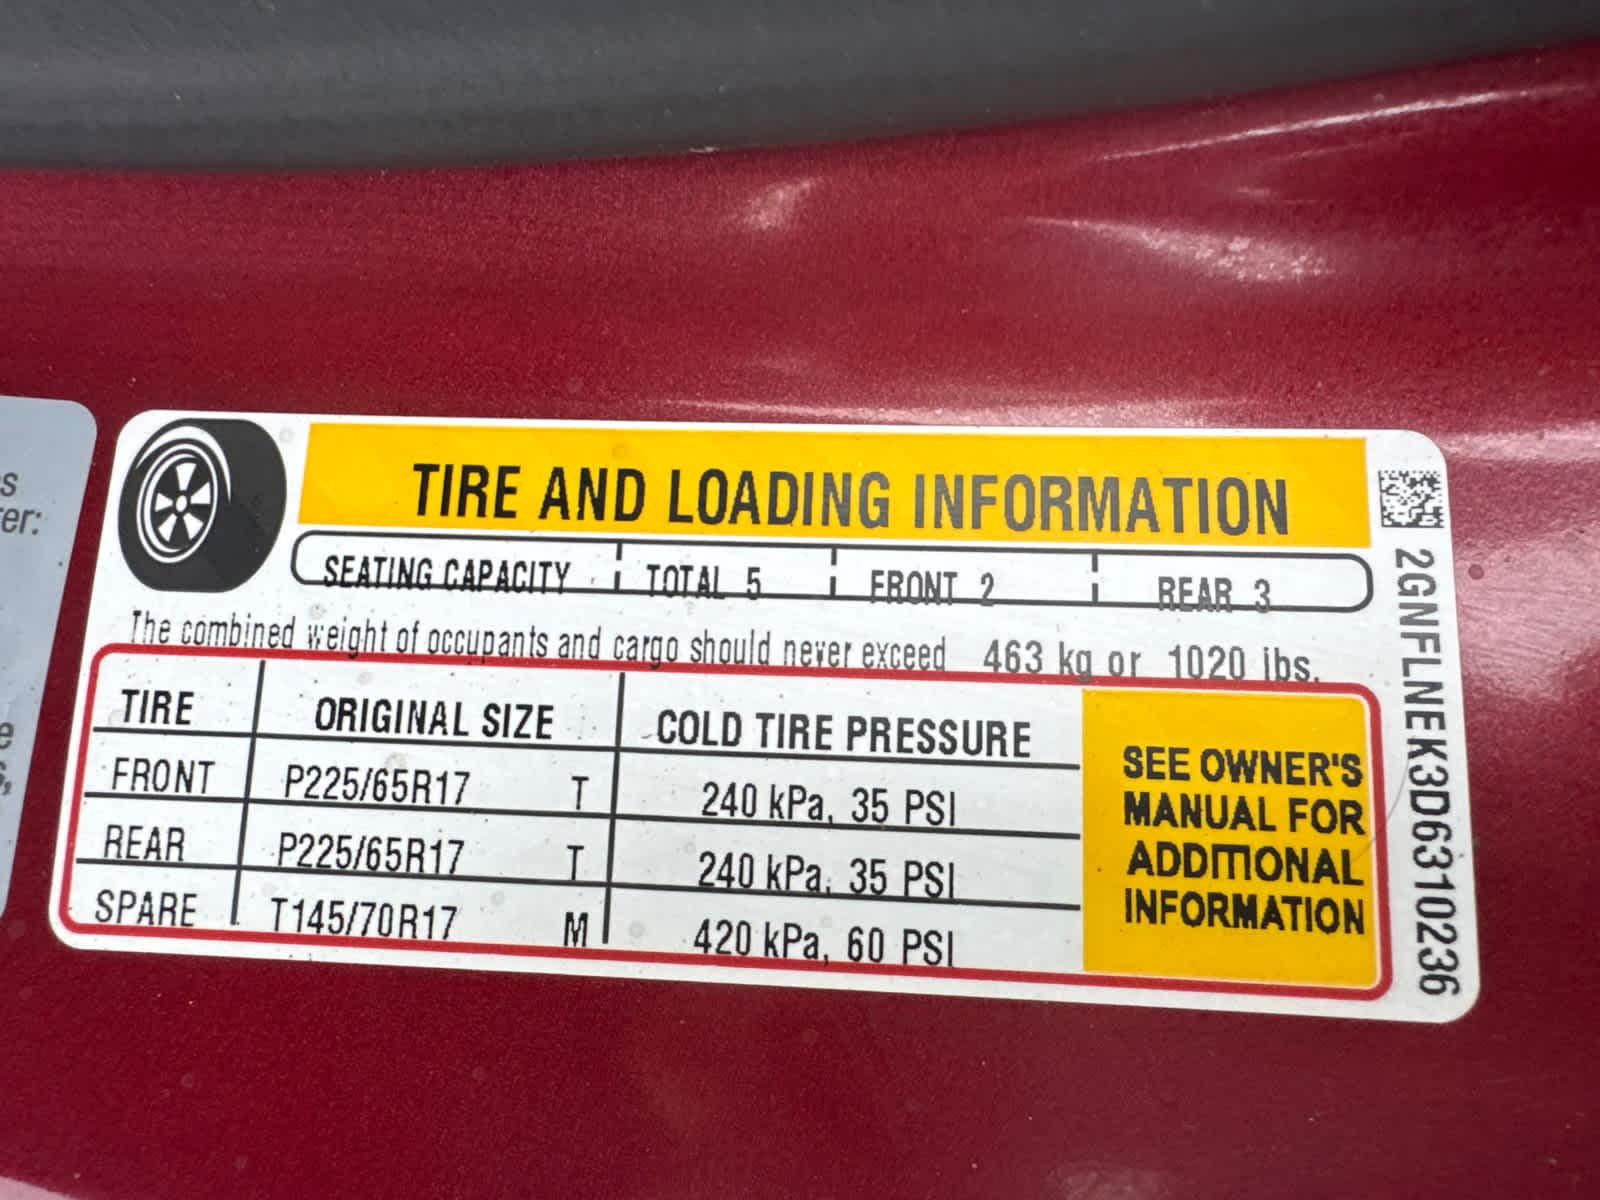 TIRE AND LOADING INFORMATION
SEATING CAPACITY TOTAL 5 FRONT 2 REAR 3
The combined weight of occupants and cargo should never exceed 463 kg or 1020 lbs.
TIRE ORIGINAL SIZE COLD TIRE PRESSURE
FRONT P225/65R17 T 240 kPa, 35 PSI
REAR P225/65R17 T 240 kPa, 35 PSI
SPARE T145/70R17 M 420 kPa, 60 PSI
SEE OWNER'S
MANUAL FOR
ADDITIONAL
INFORMATION
2GNFLNEK3D6310236